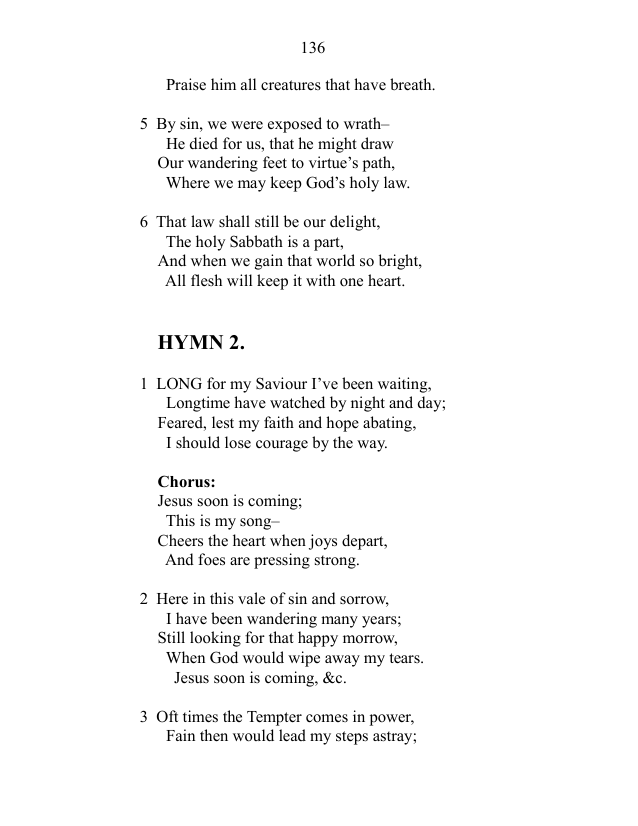 136
Praise him all creatures that have breath.
5 By sin, we were exposed to wrath–
He died for us, that he might draw
Our wandering feet to virtue’s path,
Where we may keep God’s holy law.
6 That law shall still be our delight,
The holy Sabbath is a part,
And when we gain that world so bright,
All flesh will keep it with one heart.
HYMN 2.
1 LONG for my Saviour I’ve been waiting,
Longtime have watched by night and day;
Feared, lest my faith and hope abating,
I should lose courage by the way.
Chorus:
Jesus soon is coming;
This is my song–
Cheers the heart when joys depart,
And foes are pressing strong.
2 Here in this vale of sin and sorrow,
I have been wandering many years;
Still looking for that happy morrow,
When God would wipe away my tears.
Jesus soon is coming, &c.
3 Oft times the Tempter comes in power,
Fain then would lead my steps astray;